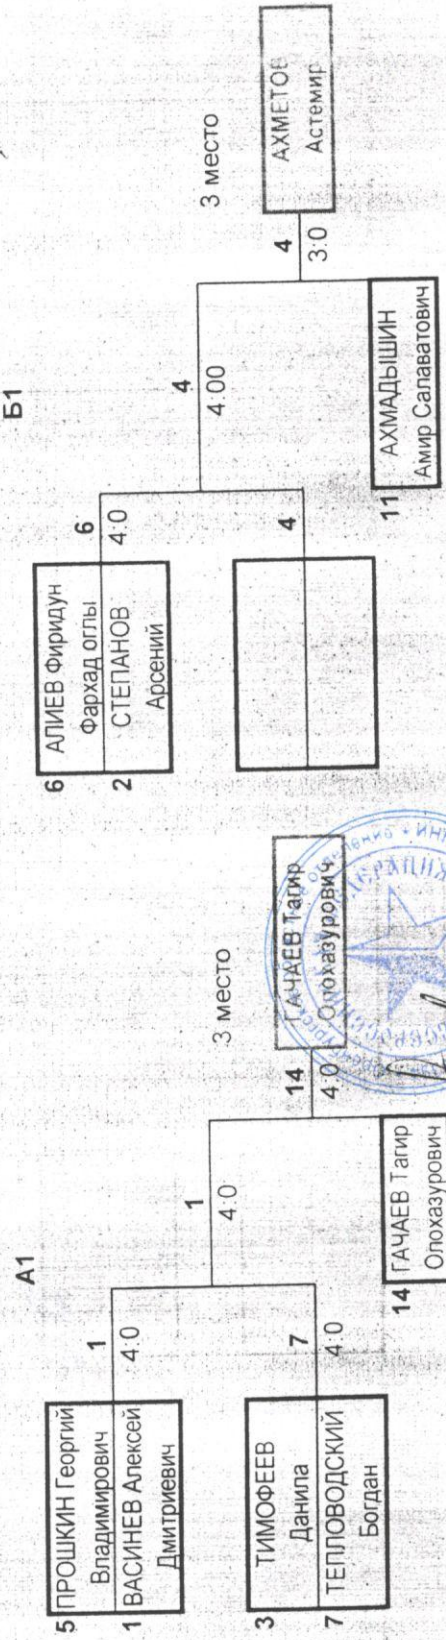 А1
5 ПРОШКИН Георгий
Владимирович
1 ВАСИНЕВ Алексей
Дмитриевич
1
4:0
3 ТИМОФЕЕВ
Данила
7 ТЕПЛОВОДСКИЙ
Богдан
7
4:0
1
4:0
14 ГАЧАЕВ Тагир
Олохазурович
14
4:0
3 место
ГАЧАЕВ Тагир
Олохазурович
Б1
6 АЛИЕВ Фиридун
Фархад оглы
2 СТЕПАНОВ
Арсений
6
4:0
4
4
4:00
11 АХМАДЫШИН
Амир Салаватович
4
3:0
3 место
АХМЕТОВ
Астемир